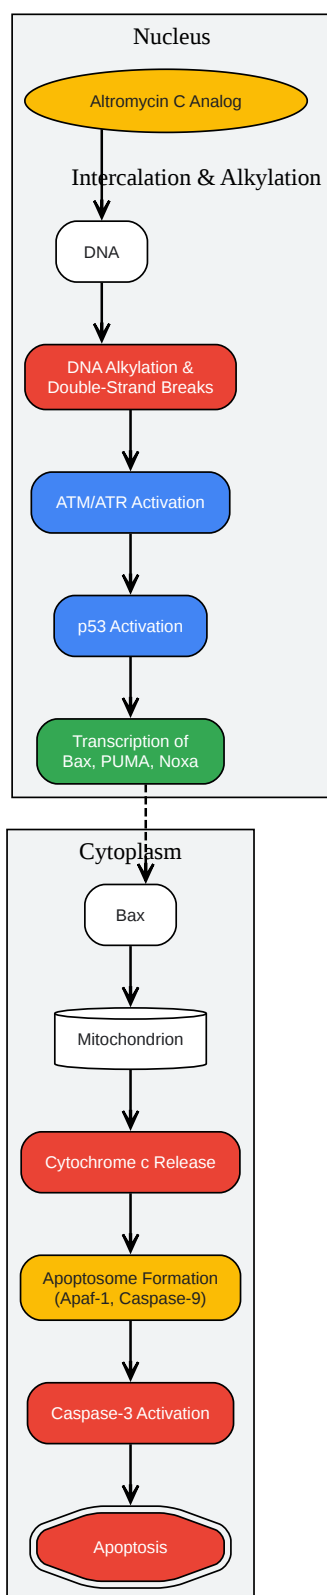 Nucleus
Altromycin C Analog
Intercalation & Alkylation
DNA
DNA Alkylation &
Double-Strand Breaks
ATM/ATR Activation
p53 Activation
Transcription of
Bax, PUMA, Noxa
Cytoplasm
Bax
Mitochondrion
Cytochrome c Release
Apoptosome Formation
(Apaf-1, Caspase-9)
Caspase-3 Activation
Apoptosis